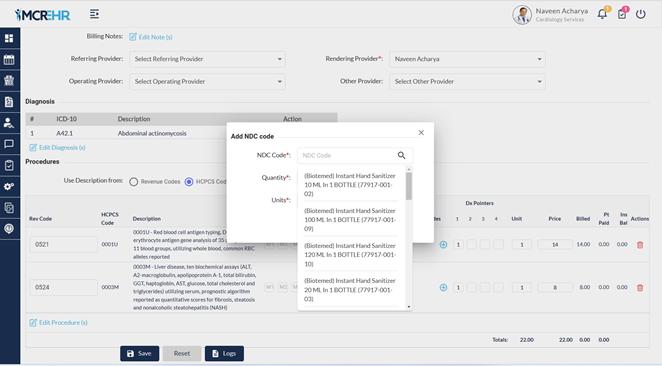 MCREHR
Naveen Acharya
Cardiology Services
1
1
Billing Notes:
Edit Note (s)
Referring Provider:
Select Referring Provider
Rendering Provider*:
Naveen Acharya
Operating Provider:
Select Operating Provider
Other Provider:
Select Other Provider
Diagnosis
# ICD-10 Description Action
1 A42.1 Abdominal actinomycosis
Edit Diagnosis (s)
Procedures
Use Description from:
Revenue Codes
HCPCS Cod
Add NDC code
NDC Code*:
NDC Code
Quantity*:
Units*:
(Biotemed) Instant Hand Sanitizer
10 ML In 1 BOTTLE (77917-001-
02)
(Biotemed) Instant Hand Sanitizer
100 ML In 1 BOTTLE (77917-001-
09)
(Biotemed) Instant Hand Sanitizer
120 ML In 1 BOTTLE (77917-001-
10)
(Biotemed) Instant Hand Sanitizer
20 ML In 1 BOTTLE (77917-001-
03)
Rev Code
HCPCS
Code
Description
des
Dx Pointers
1 2 3 4
Unit
Price
Billed
Pt
Paid
Ins
Bal
Actions
0521
0001U
0001U - Red blood cell antigen typing, D
erythrocyte antigen gene analysis of 35
11 blood groups, utilizing whole blood, common RBC
alleles reported
1
1
14
14.00
0.00
0.00
0524
0003M
0003M - Liver disease, ten biochemical assays (ALT,
A2-macroglobulin, apolipoprotein A-1, total bilirubin,
GGT, haptoglobin, AST, glucose, total cholesterol and
triglycerides) utilizing serum, prognostic algorithm
reported as quantitative scores for fibrosis, steatosis
and nonalcoholic steatohepatitis (NASH)
M1
M2
1
1
8
8.00
0.00
0.00
Edit Procedure (s)
Totals: 22.00 22.00 0.00 0.00
Save
Reset
Logs